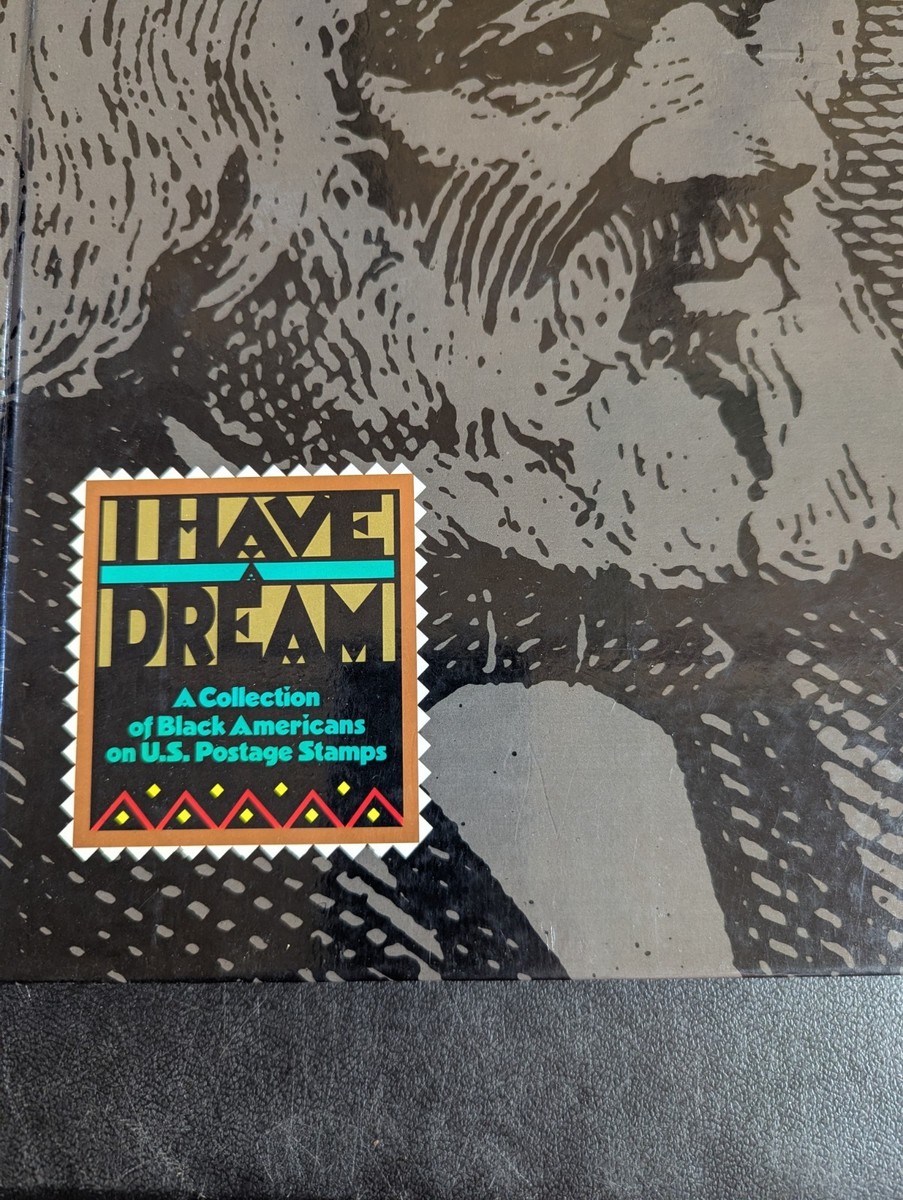 I HAVE
A
DREAM
A Collection
of Black Americans
on U.S. Postage Stamps